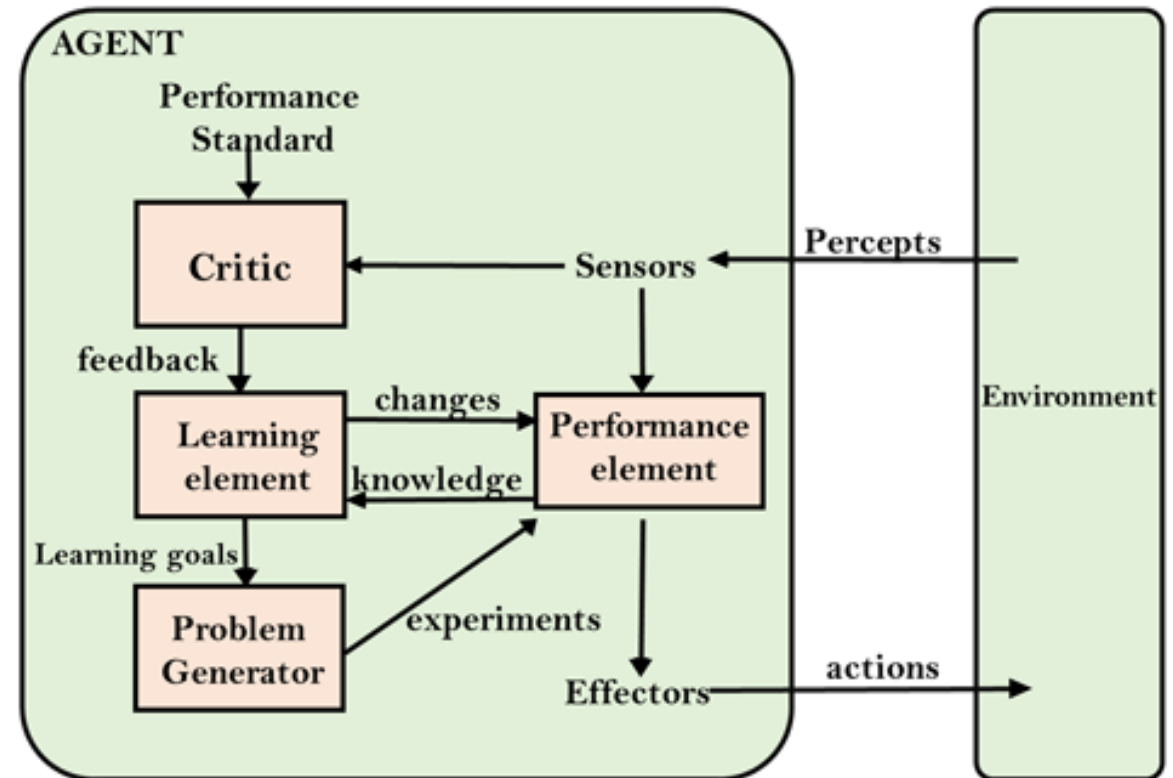 AGENT
Performance
Standard
Critic
Sensors
Percepts
feedback
changes
Learning
element
Performance
element
Environment
knowledge
Learning goals
Problem
Generator
experiments
Effectors
actions